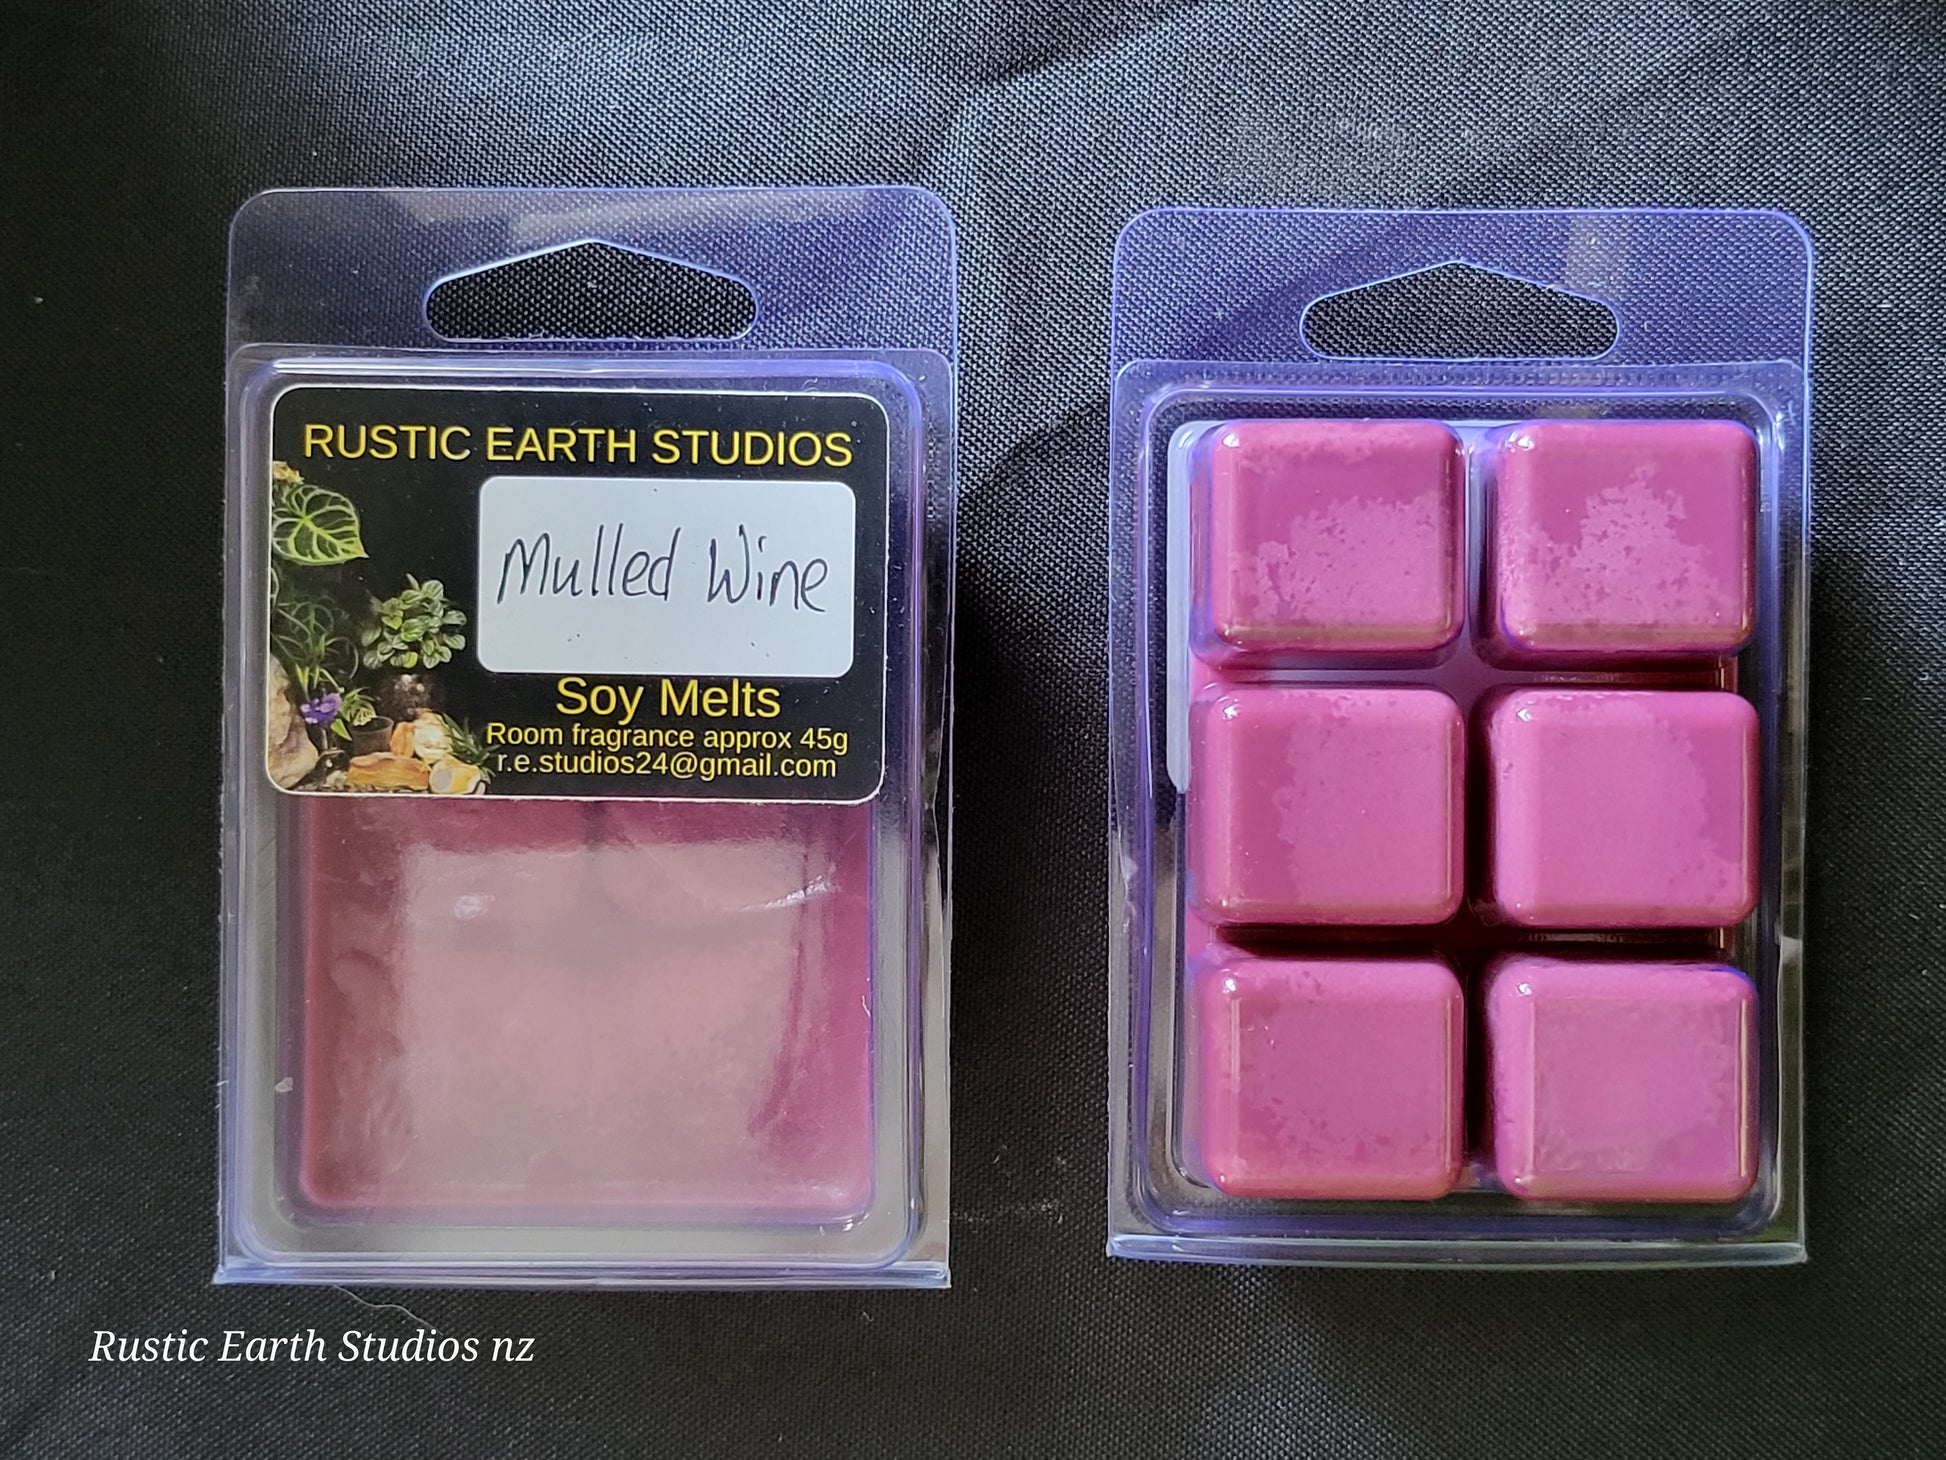 RUSTIC EARTH STUDIOS
Mulled Wine
Soy Melts
Room fragrance approx 45g
r.e.studios24@gmail.com
Rustic Earth Studios nz